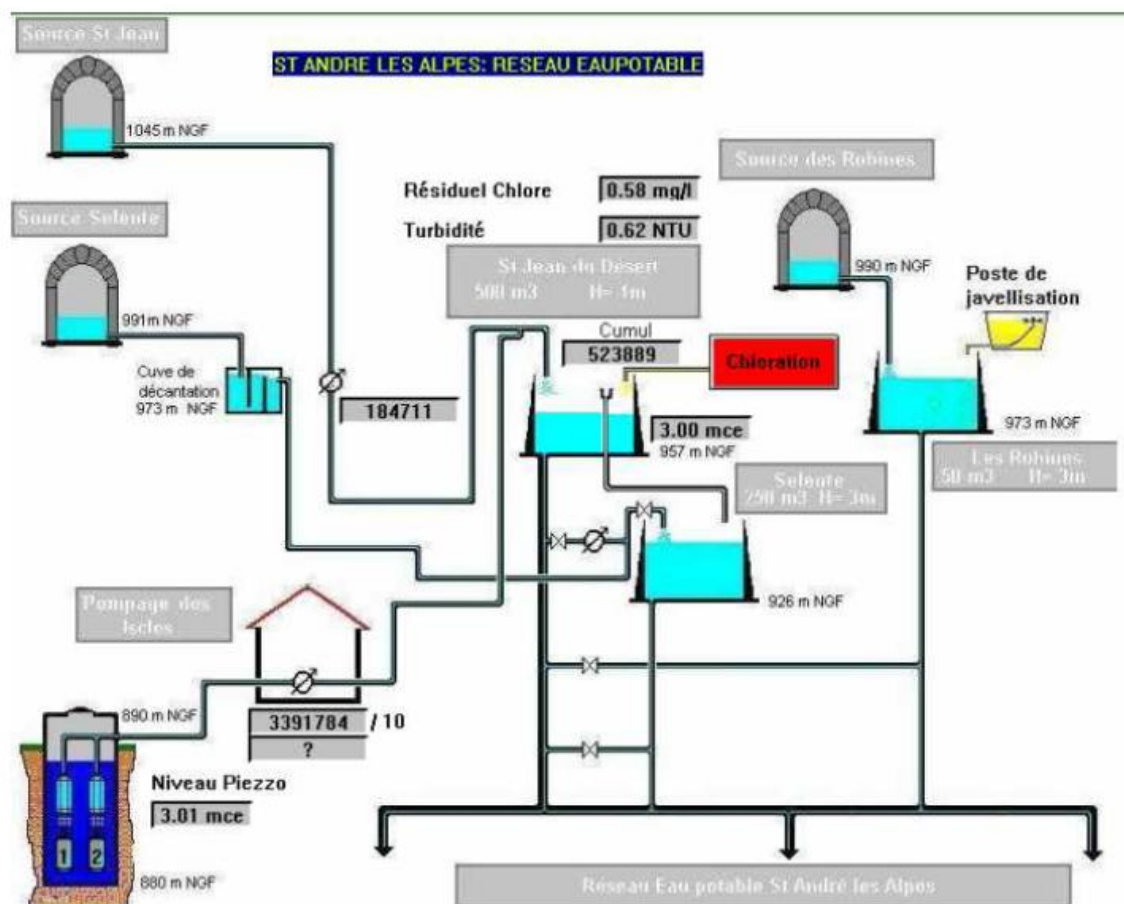 Source St Jean
ST ANDRE LES ALPES: RESEAU EAUPOTABLE
1045 m NGF
Source des Robines
Résiduel Chlore 0.58 mg/l
Source Selente
Turbidité 0.62 NTU
St Jean du Désert
500 m3 H= 4m
990 m NGF
Poste de
javellisation
991m NGF
Cumul
523889
Chloration
Cuve de
décantation
973 m NGF
184711
3.00 mce
957 m NGF
973 m NGF
Les Robines
50 m3 H= 3m
Selente
250 m3 H= 3m
926 m NGF
Pompage des
Iscles
890 m NGF
3391784 / 10
?
Niveau Piezzo
3.01 mce
1 2
880 m NGF
Réseau Eau potable St André les Alpes